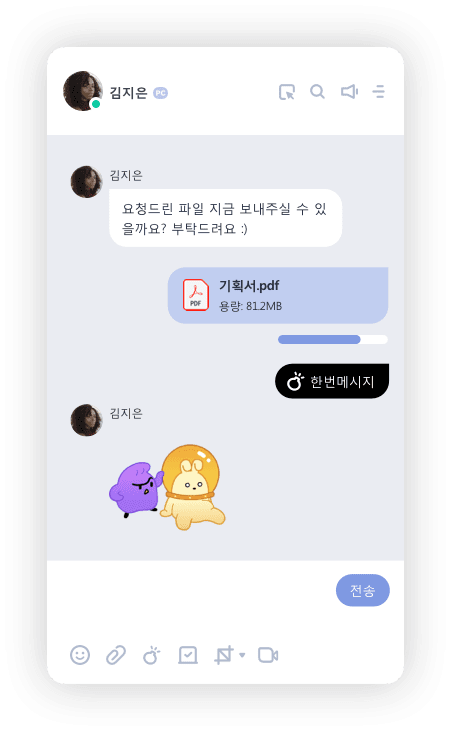 김지은 PC
김지은
요청드린 파일 지금 보내주실 수 있
을까요? 부탁드려요 :)
기획서.pdf
PDF
용량: 81.2MB
한번메시지
김지은
전송